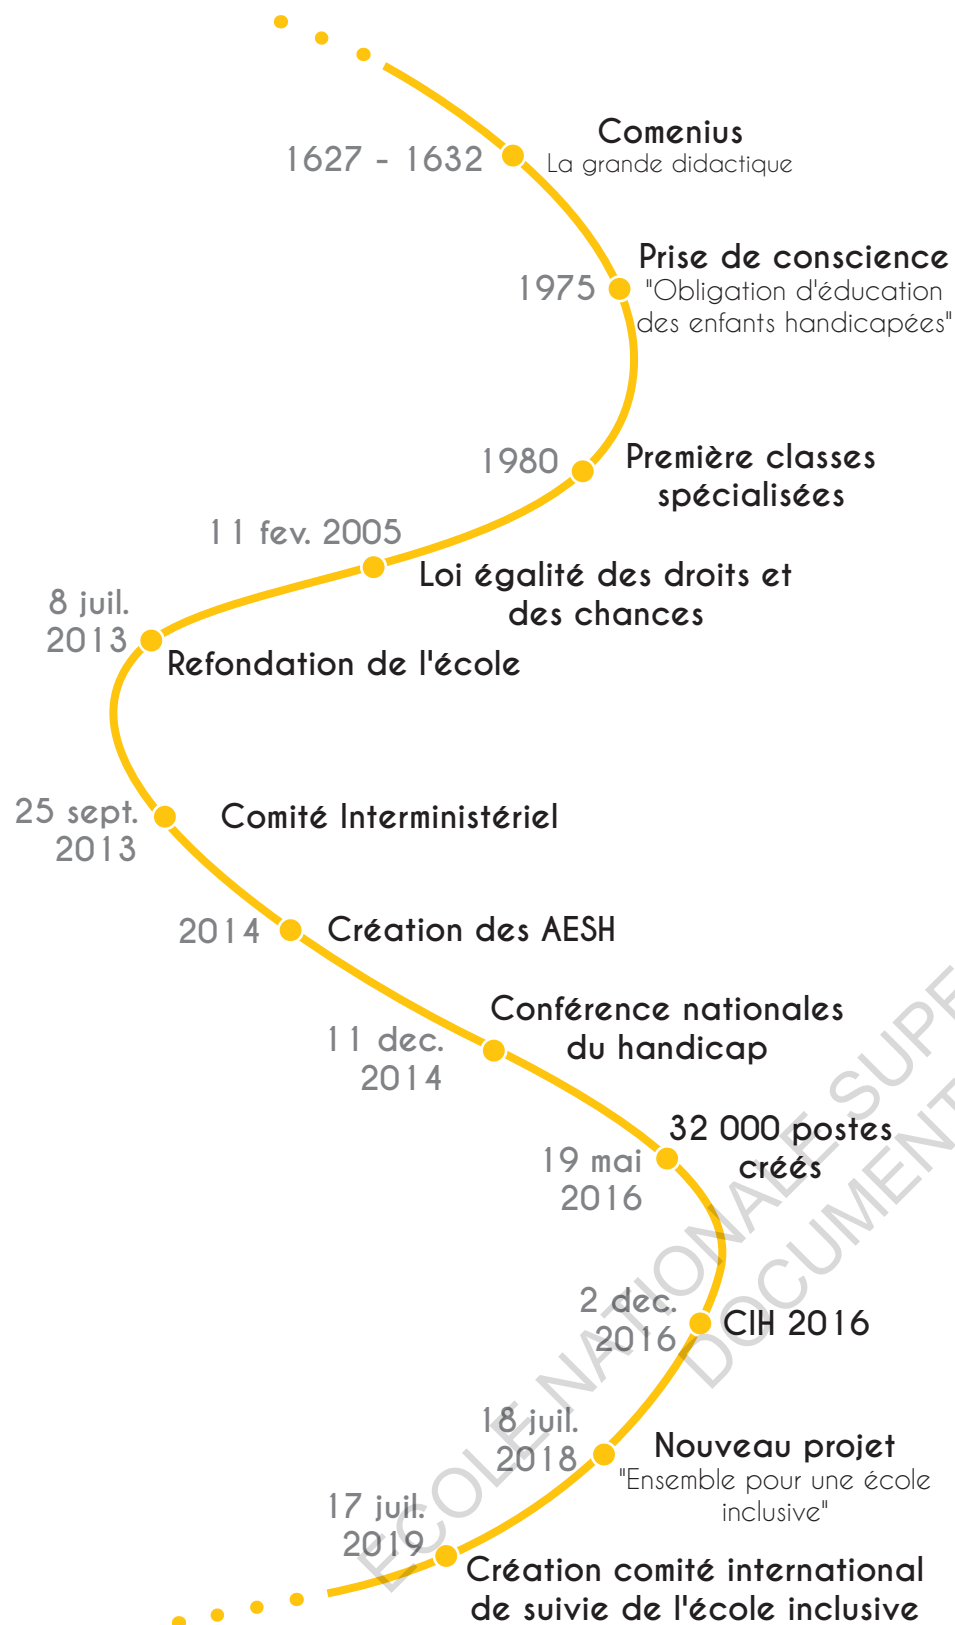 1627 - 1632
Comenius
La grande didactique
1975
Prise de conscience
"Obligation d'éducation
des enfants handicapées"
1980
Première classes
spécialisées
11 fev. 2005
Loi égalité des droits et
des chances
8 juil.
2013
Refondation de l'école
25 sept.
2013
Comité Interministériel
2014
Création des AESH
11 dec.
2014
Conférence nationales
du handicap
19 mai
2016
32 000 postes
créés
2 dec.
2016
CIH 2016
18 juil.
2018
Nouveau projet
"Ensemble pour une école
inclusive"
17 juil.
2019
Création comité international
de suivie de l'école inclusive
ECOLE NATIONALE